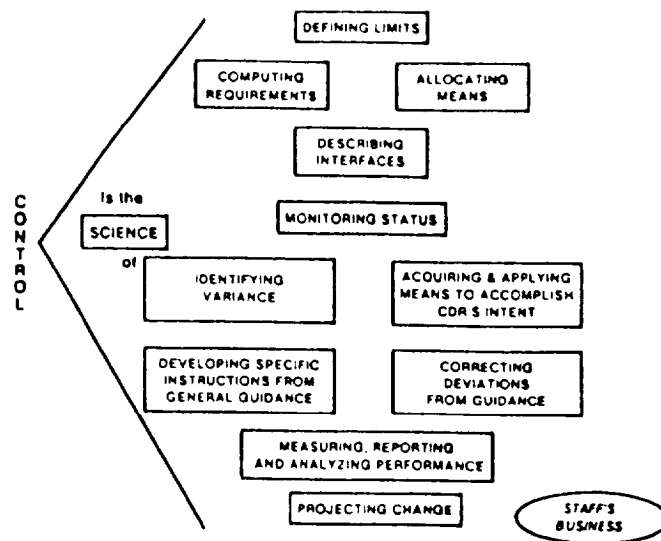 DEFINING LIMITS
COMPUTING
REQUIREMENTS
ALLOCATING
MEANS
DESCRIBING
INTERFACES
CONTROL
Is the
SCIENCE
of
MONITORING STATUS
IDENTIFYING
VARIANCE
ACQUIRING & APPLYING
MEANS TO ACCOMPLISH
CDR'S INTENT
DEVELOPING SPECIFIC
INSTRUCTIONS FROM
GENERAL GUIDANCE
CORRECTING
DEVIATIONS
FROM GUIDANCE
MEASURING, REPORTING
AND ANALYZING PERFORMANCE
PROJECTING CHANGE
STAFF'S
BUSINESS